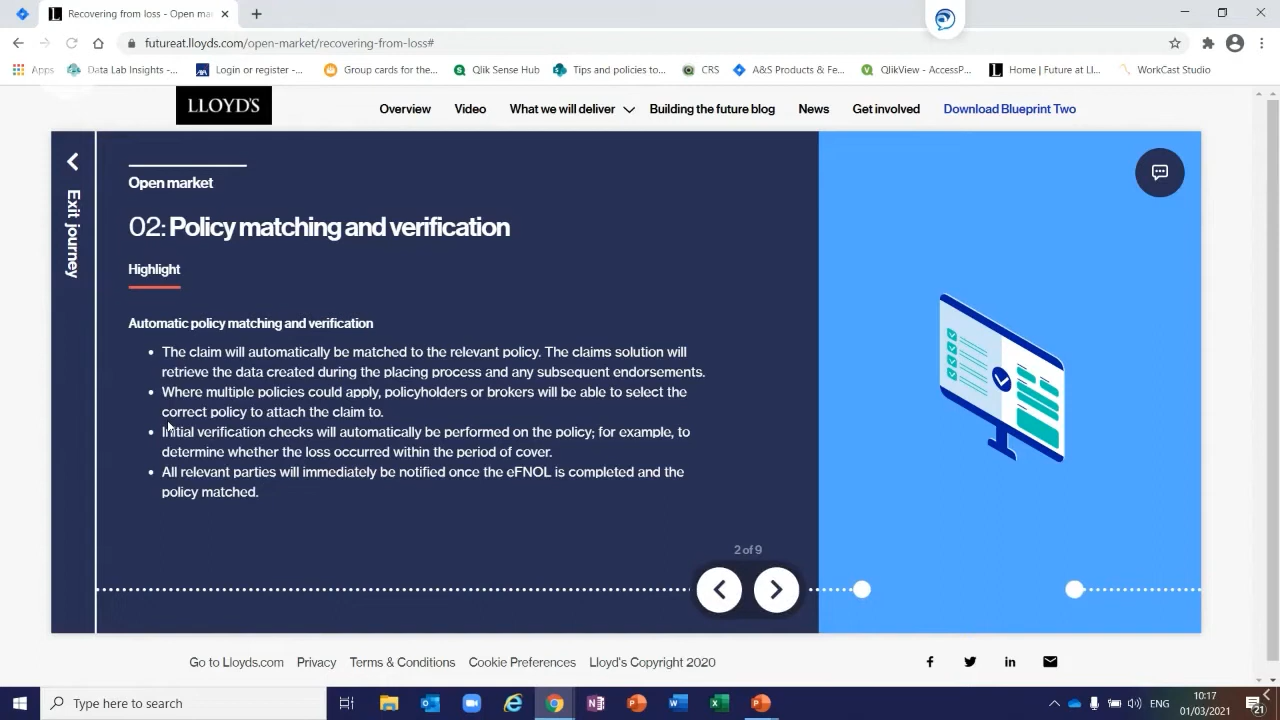 Recovering from loss - Open mar
futureat.lloyds.com/open-market/recovering-from-loss#
Apps
Data Lab Insights -...
Login or register -...
Group cards for the...
Qlik Sense Hub
Tips and policies to...
CRS
A&S Products & Fe...
QlikView - AccessP...
Home | Future at Ll...
WorkCast Studio
LLOYD'S
Overview
Video
What we will deliver
Building the future blog
News
Get involved
Download Blueprint Two
Exit journey
Open market
02: Policy matching and verification
Highlight
Automatic policy matching and verification
• The claim will automatically be matched to the relevant policy. The claims solution will
retrieve the data created during the placing process and any subsequent endorsements.
• Where multiple policies could apply, policyholders or brokers will be able to select the
correct policy to attach the claim to.
• Initial verification checks will automatically be performed on the policy; for example, to
determine whether the loss occurred within the period of cover.
• All relevant parties will immediately be notified once the eFNOL is completed and the
policy matched.
2 of 9
Go to Lloyds.com
Privacy
Terms & Conditions
Cookie Preferences
Lloyd's Copyright 2020
Type here to search
ENG
10:17
01/03/2021
21